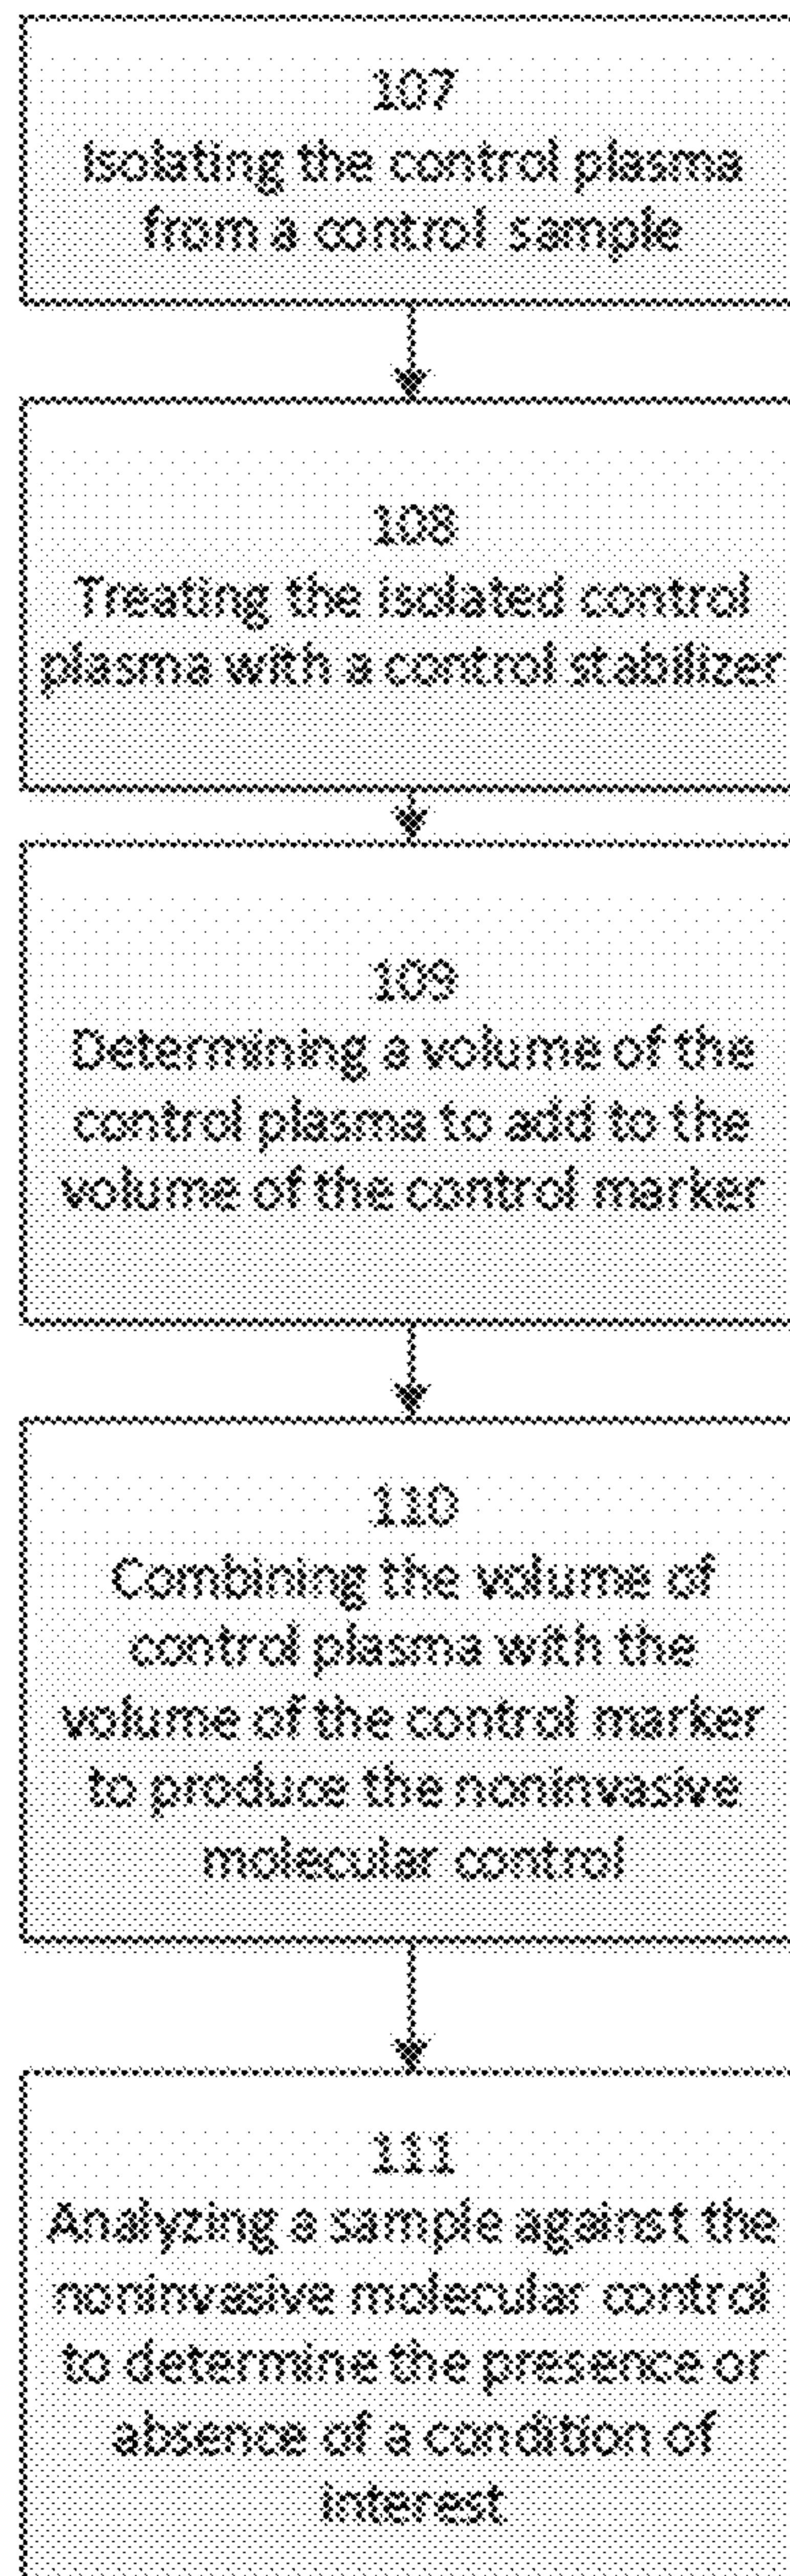 107
Isolating the control plasma
from a control sample
108
Treating the isolated control
plasma with a control stabilizer
109
Determining a volume of the
control plasma to add to the
volume of the control marker
110
Combining the volume of
control plasma with the
volume of the control marker
to produce the noninvasive
molecular control
111
Analyzing a sample against the
noninvasive molecular control
to determine the presence or
absence of a condition of
interest